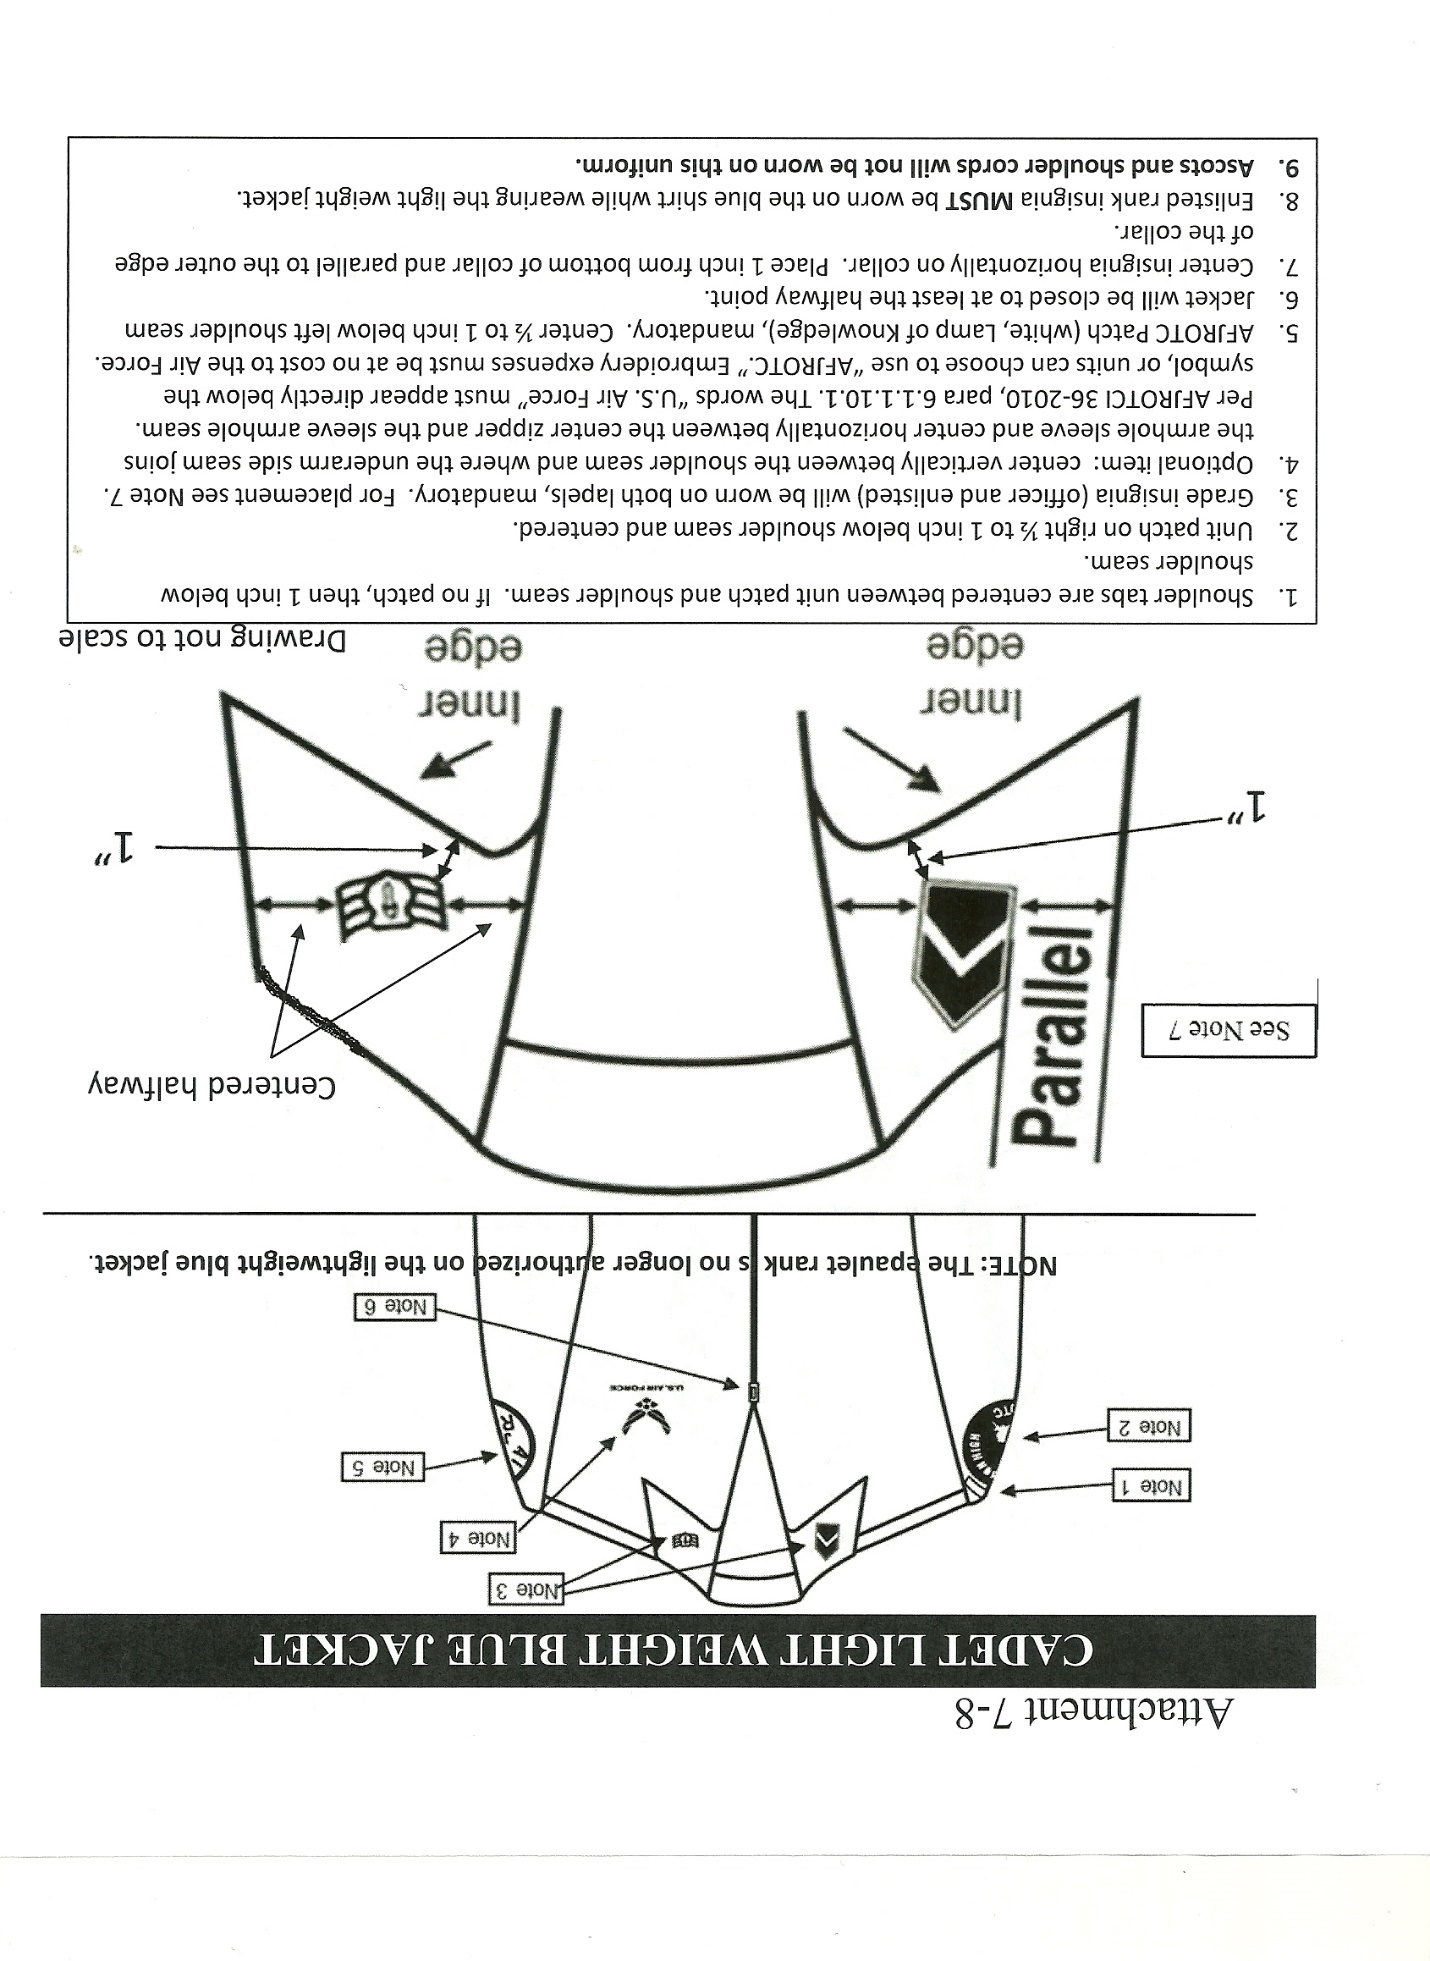 Attachment 7-8
CADET LIGHT WEIGHT BLUE JACKET
Note 3
Note 4
Note 1
Note 5
Note 2
U.S. AIR FORCE
Note 6
NOTE: The epaulet rank is no longer authorized on the lightweight blue jacket.
Centered halfway
See Note 7
Parallel
1”
1”
Inner
edge
Inner
edge
Drawing not to scale
1. Shoulder tabs are centered between unit patch and shoulder seam. If no patch, then 1 inch below
shoulder seam.
2. Unit patch on right ½ to 1 inch below shoulder seam and centered.
3. Grade insignia (officer and enlisted) will be worn on both lapels, mandatory. For placement see Note 7.
4. Optional item: center vertically between the shoulder seam and where the underarm side seam joins
the armhole sleeve and center horizontally between the center zipper and the sleeve armhole seam.
Per AFJROTCI 36-2010, para 6.1.1.10.1. The words “U.S. Air Force” must appear directly below the
symbol, or units can choose to use “AFJROTC.” Embroidery expenses must be at no cost to the Air Force.
5. AFJROTC Patch (white, Lamp of Knowledge), mandatory. Center ½ to 1 inch below left shoulder seam
6. Jacket will be closed to at least the halfway point.
7. Center insignia horizontally on collar. Place 1 inch from bottom of collar and parallel to the outer edge
of the collar.
8. Enlisted rank insignia MUST be worn on the blue shirt while wearing the light weight jacket.
9. Ascots and shoulder cords will not be worn on this uniform.